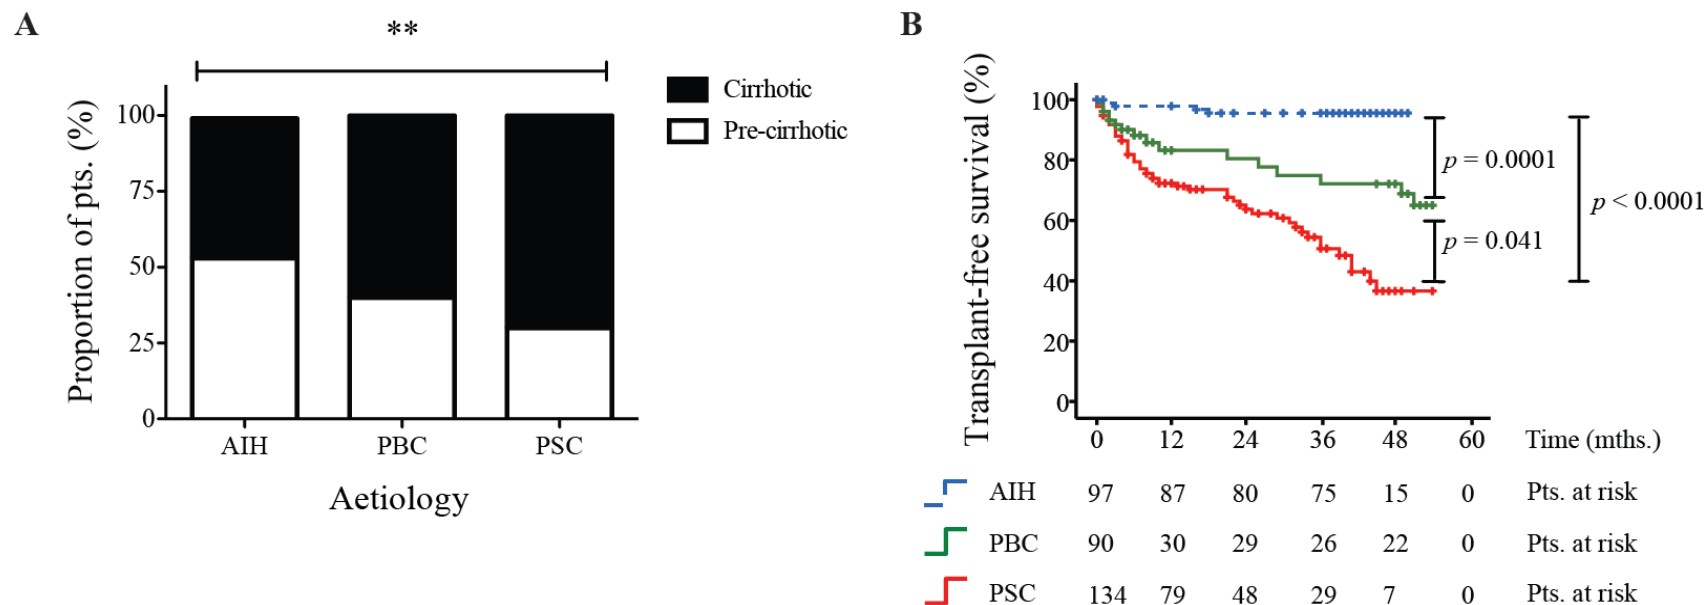 A
**
Proportion of pts. (%)
100
75
50
25
0
AIH PBC PSC
Aetiology
Cirrhotic
Pre-cirrhotic
B
Transplant-free survival (%)
100
80
60
40
20
0
p = 0.0001
p = 0.041
p < 0.0001
0 12 24 36 48 60 Time (mths.)
AIH 97 87 80 75 15 0 Pts. at risk
PBC 90 30 29 26 22 0 Pts. at risk
PSC 134 79 48 29 7 0 Pts. at risk